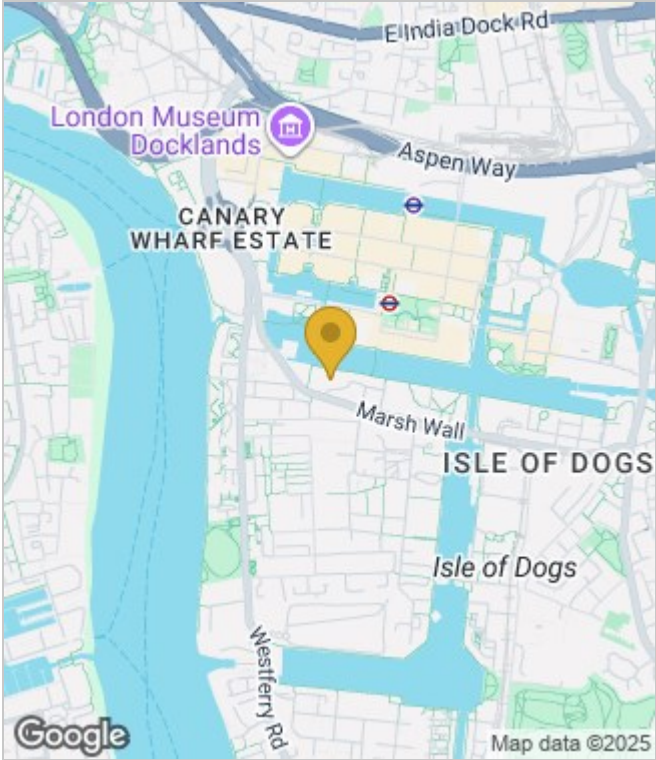 E India Dock Rd
London Museum
Docklands
Aspen Way
CANARY
WHARF ESTATE
Marsh Wall
ISLE OF DOGS
Isle of Dogs
Westferry Rd
Google
Map data ©2025